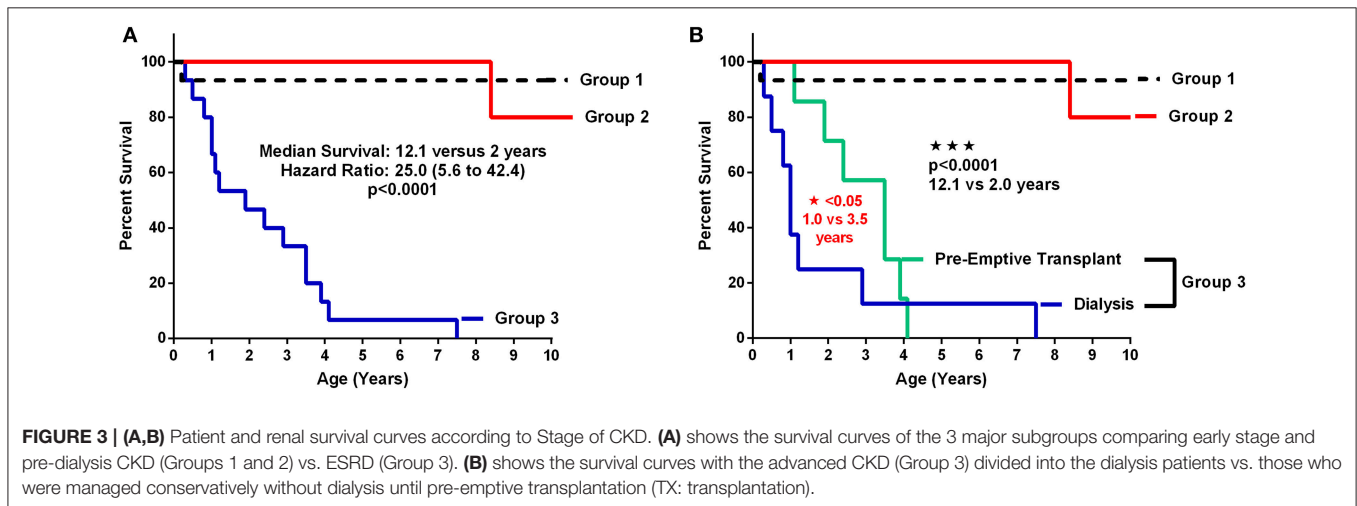 A
100
80
60
40
20
0
Percent Survival
0 1 2 3 4 5 6 7 8 9 10
Age (Years)
Group 1
Group 2
Median Survival: 12.1 versus 2 years
Hazard Ratio: 25.0 (5.6 to 42.4)
p<0.0001
Group 3
B
100
80
60
40
20
0
Percent Survival
0 1 2 3 4 5 6 7 8 9 10
Age (Years)
Group 1
Group 2
★ ★ ★
p<0.0001
12.1 vs 2.0 years
★ <0.05
1.0 vs 3.5
years
Pre-Emptive Transplant
Dialysis
Group 3
FIGURE 3 | (A,B) Patient and renal survival curves according to Stage of CKD. (A) shows the survival curves of the 3 major subgroups comparing early stage and
pre-dialysis CKD (Groups 1 and 2) vs. ESRD (Group 3). (B) shows the survival curves with the advanced CKD (Group 3) divided into the dialysis patients vs. those who
were managed conservatively without dialysis until pre-emptive transplantation (TX: transplantation).